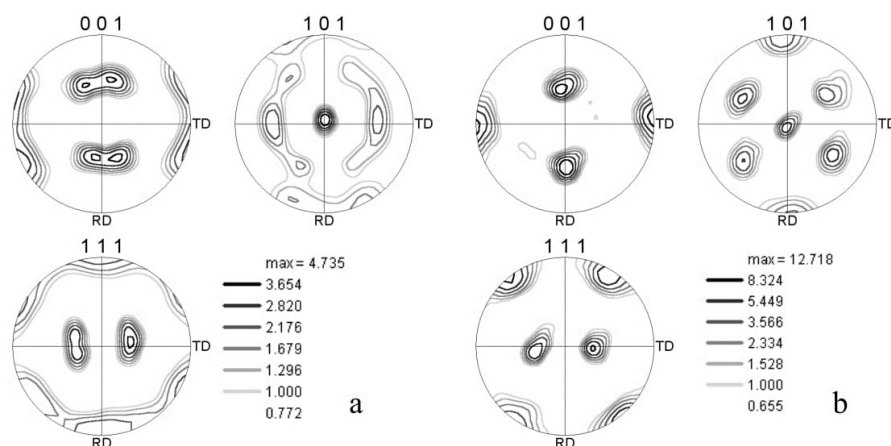 0 0 1
1 0 1
TD
TD
RD
RD
1 1 1
TD
RD
max = 4.735
3.654
2.820
2.176
1.679
1.296
1.000
0.772
a
0 0 1
1 0 1
TD
TD
RD
RD
1 1 1
TD
RD
max = 12.718
8.324
5.449
3.566
2.334
1.528
1.000
0.655
b